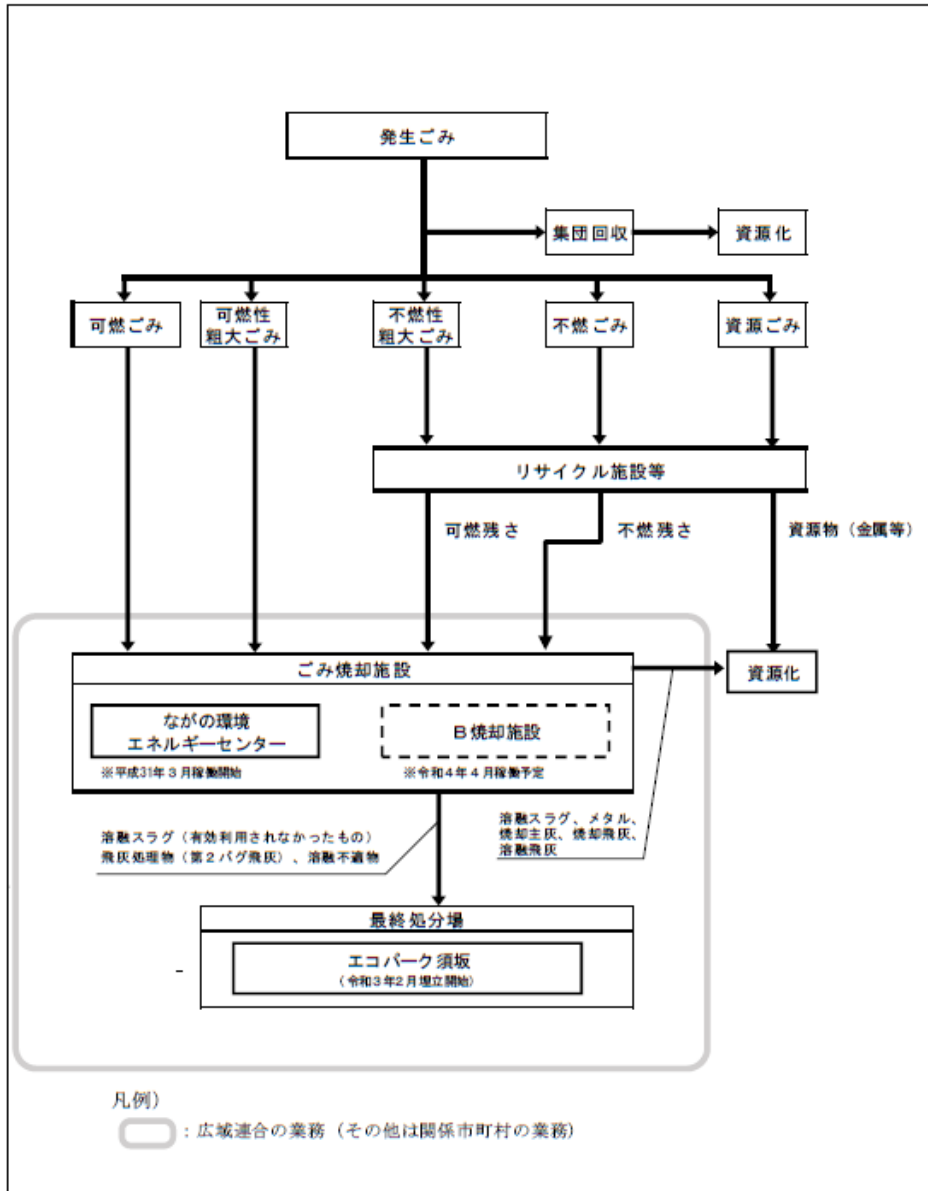 発生ごみ
集団回収
資源化
可燃ごみ
可燃性
粗大ごみ
不燃性
粗大ごみ
不燃ごみ
資源ごみ
リサイクル施設等
可燃残さ
不燃残さ
資源物（金属等）
ごみ焼却施設
資源化
ながの環境
エネルギーセンター
B焼却施設
※平成31年3月稼働開始
※令和4年4月稼働予定
溶融スラグ（有効利用されなかったもの）
飛灰処理物（第2バグ飛灰）、溶融不適物
溶融スラグ、メタル、
焼却主灰、焼却飛灰、
溶融飛灰
最終処分場
エコパーク須坂
（令和3年2月埋立開始）
凡例）
：広域連合の業務（その他は関係市町村の業務）